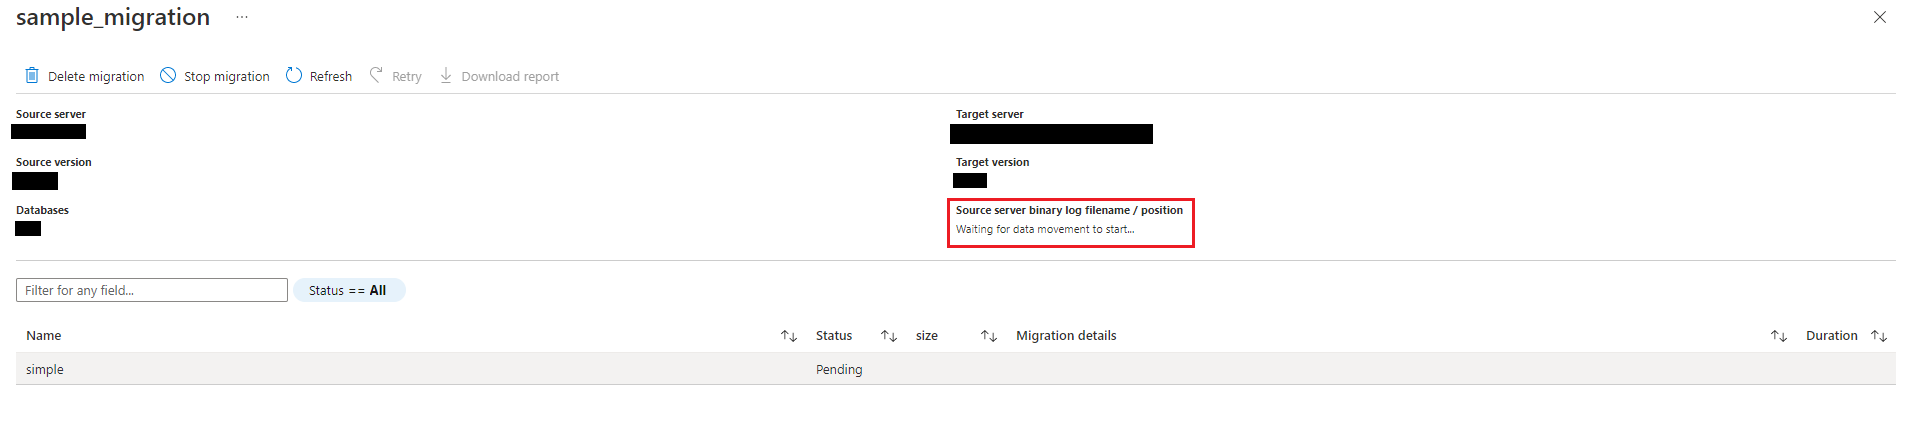 sample_migration ...
Delete migration Stop migration Refresh Retry Download report
Source server Target server
Source version Target version
Databases Source server binary log filename / position
Waiting for data movement to start...
Filter for any field... Status == All
Name Status size Migration details Duration
simple Pending